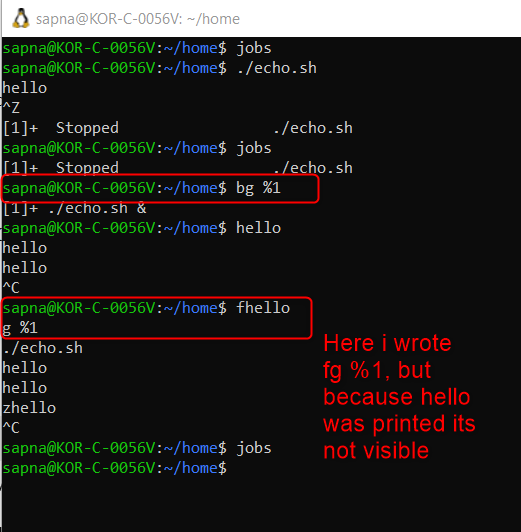 sapna@KOR-C-0056V: ~/home
sapna@KOR-C-0056V:~/home$ jobs
sapna@KOR-C-0056V:~/home$ ./echo.sh
hello
^Z
[1]+  Stopped                 ./echo.sh
sapna@KOR-C-0056V:~/home$ jobs
[1]+  Stopped                 ./echo.sh
sapna@KOR-C-0056V:~/home$ bg %1
[1]+ ./echo.sh &
sapna@KOR-C-0056V:~/home$ hello
hello
hello
^C
sapna@KOR-C-0056V:~/home$ fhello
g %1
./echo.sh
hello
hello
zhello
^C
sapna@KOR-C-0056V:~/home$ jobs
sapna@KOR-C-0056V:~/home$
Here i wrote
fg %1, but
because hello
was printed its
not visible